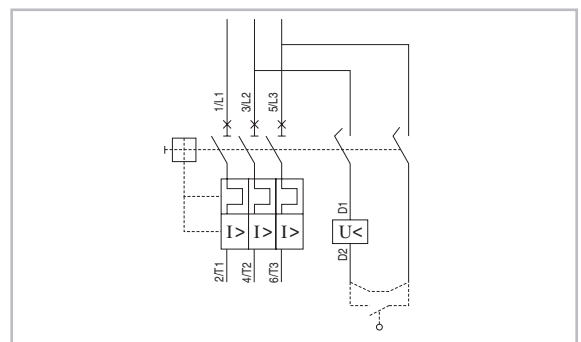 1/L1
3/L2
5/L3
D1
I>
I>
I>
U<
D2
2/T1
4/T2
6/T3